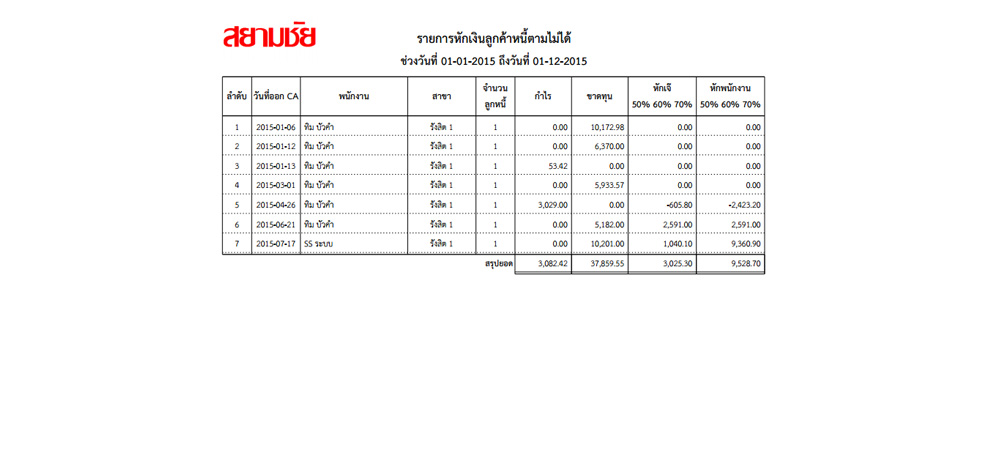 สยามชัย
รายการหักเงินลูกค้าหนี้ตามไม่ได้
ช่วงวันที่ 01-01-2015 ถึงวันที่ 01-12-2015
ลำดับ วันที่ออก CA พนักงาน สาขา จำนวนลูกหนี้ กำไร ขาดทุน หักเจ๊ 50% 60% 70% หักพนักงาน 50% 60% 70%
1 2015-01-06 ทิม บัวคำ รังสิต 1 1 0.00 10,172.98 0.00 0.00
2 2015-01-12 ทิม บัวคำ รังสิต 1 1 0.00 6,370.00 0.00 0.00
3 2015-01-13 ทิม บัวคำ รังสิต 1 1 53.42 0.00 0.00 0.00
4 2015-03-01 ทิม บัวคำ รังสิต 1 1 0.00 5,933.57 0.00 0.00
5 2015-04-26 ทิม บัวคำ รังสิต 1 1 3,029.00 0.00 -605.80 -2,423.20
6 2015-06-21 ทิม บัวคำ รังสิต 1 1 0.00 5,182.00 2,591.00 2,591.00
7 2015-07-17 SS ระบบ รังสิต 1 1 0.00 10,201.00 1,040.10 9,360.90
สรุปยอด 3,082.42 37,859.55 3,025.30 9,528.70